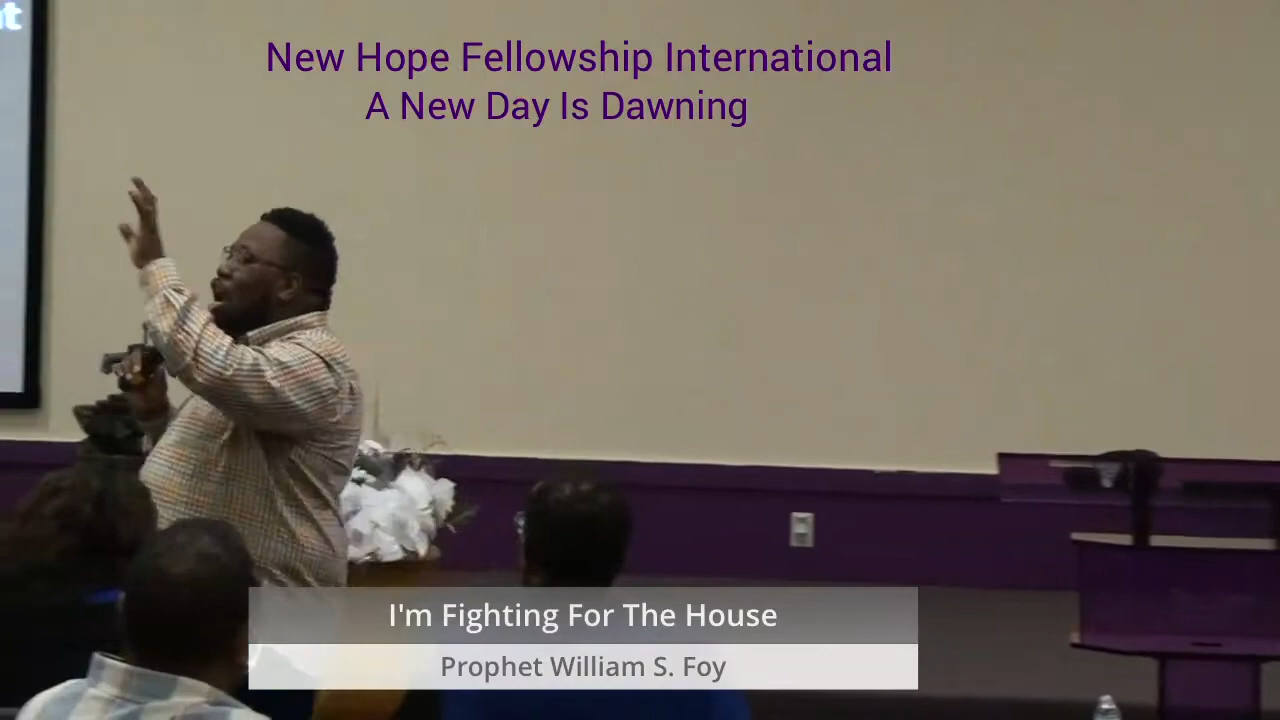 New Hope Fellowship International
A New Day Is Dawning
I'm Fighting For The House
Prophet William S. Foy